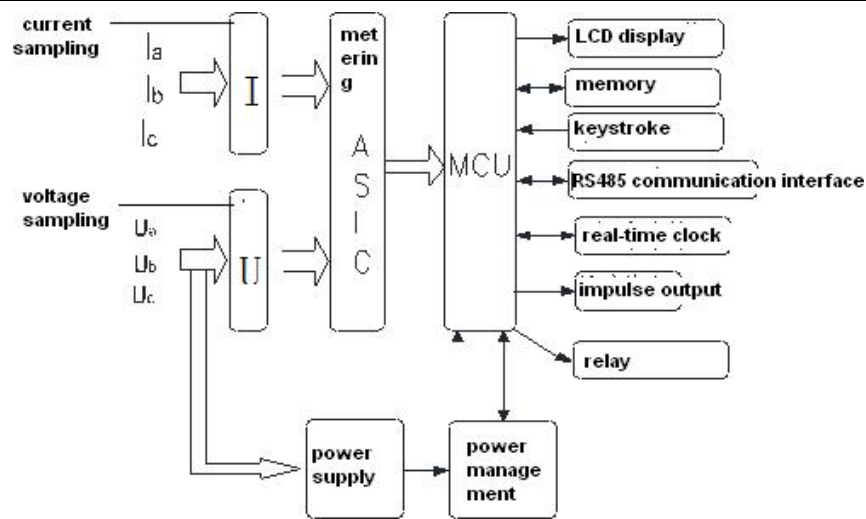 current
sampling
Ia
Ib
Ic
I
voltage
sampling
Ua
Ub
Uc
U
met
erin
g
A
S
I
C
MCU
LCD display
memory
keystroke
RS485 communication interface
real-time clock
impulse output
relay
power
supply
power
manage
ment